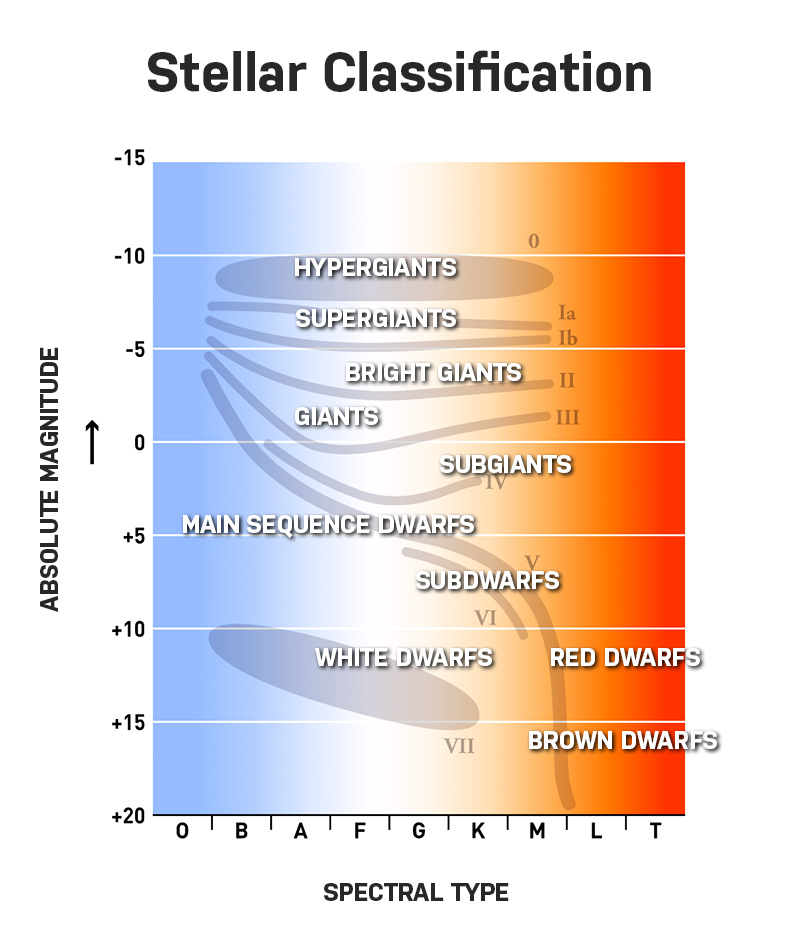 Stellar Classification
-15
0
-10
HYPERGIANTS
Ia
SUPERGIANTS
Ib
-5
BRIGHT GIANTS
II
GIANTS
III
0
SUBGIANTS
IV
MAIN SEQUENCE DWARFS
+5
V
SUBDWARFS
VI
+10
WHITE DWARFS
RED DWARFS
+15
BROWN DWARFS
VII
+20
O B A F G K M L T
SPECTRAL TYPE
ABSOLUTE MAGNITUDE